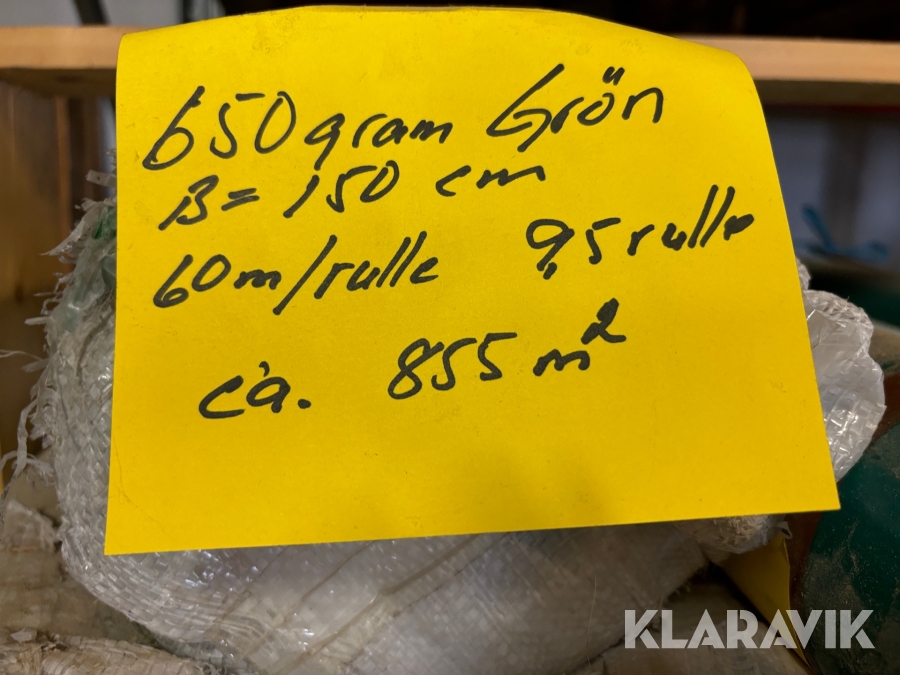 650 gram Grön
B= 150 cm
60m/rulle 9,5 rulle
ca. 855 m²
KLARAVIK